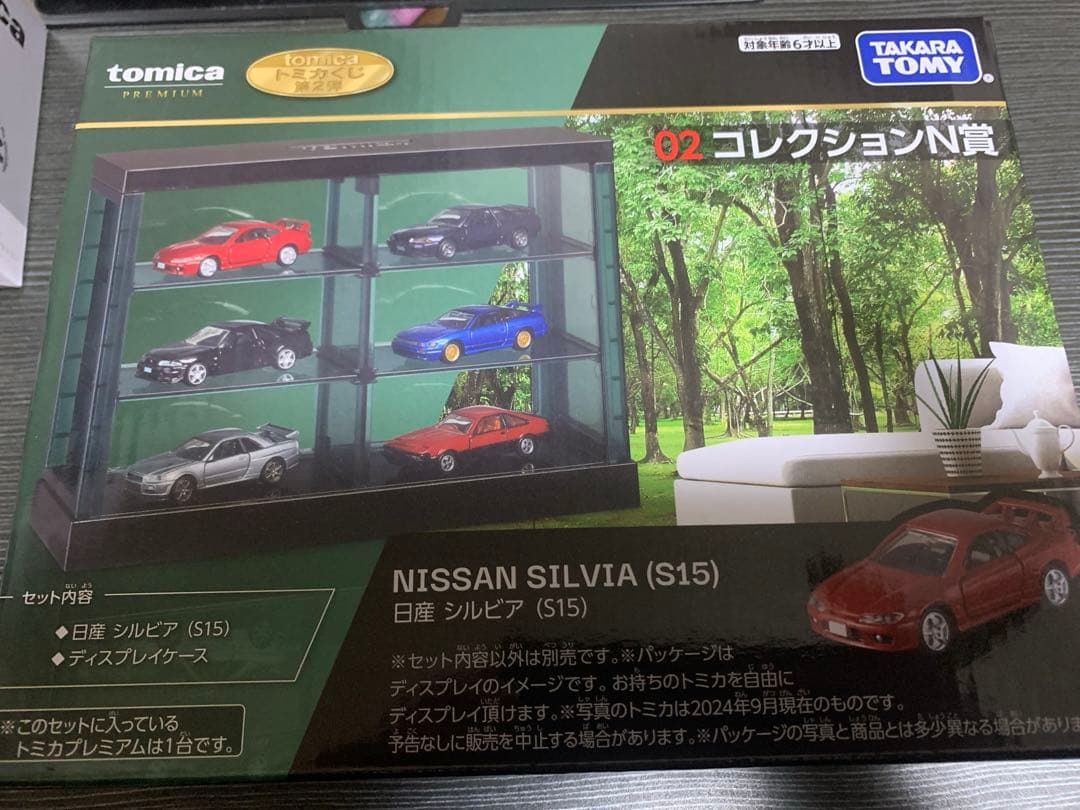 tomica
PREMIUM
tomica
トミカくじ
第2弾
対象年齢6才以上
TAKARA
TOMY
02 コレクションN賞
NISSAN SILVIA (S15)
日産 シルビア (S15)
セット内容
◆日産 シルビア (S15)
◆ディスプレイケース
※このセットに入っている
トミカプレミアムは1台です。
※セット内容以外は別売です。※パッケージは
ディスプレイのイメージです。お持ちのトミカを自由に
ディスプレイ頂けます。※写真のトミカは2024年9月現在のものです。
予告なしに販売を中止する場合があります。※パッケージの写真と商品とは多少異なる場合があります